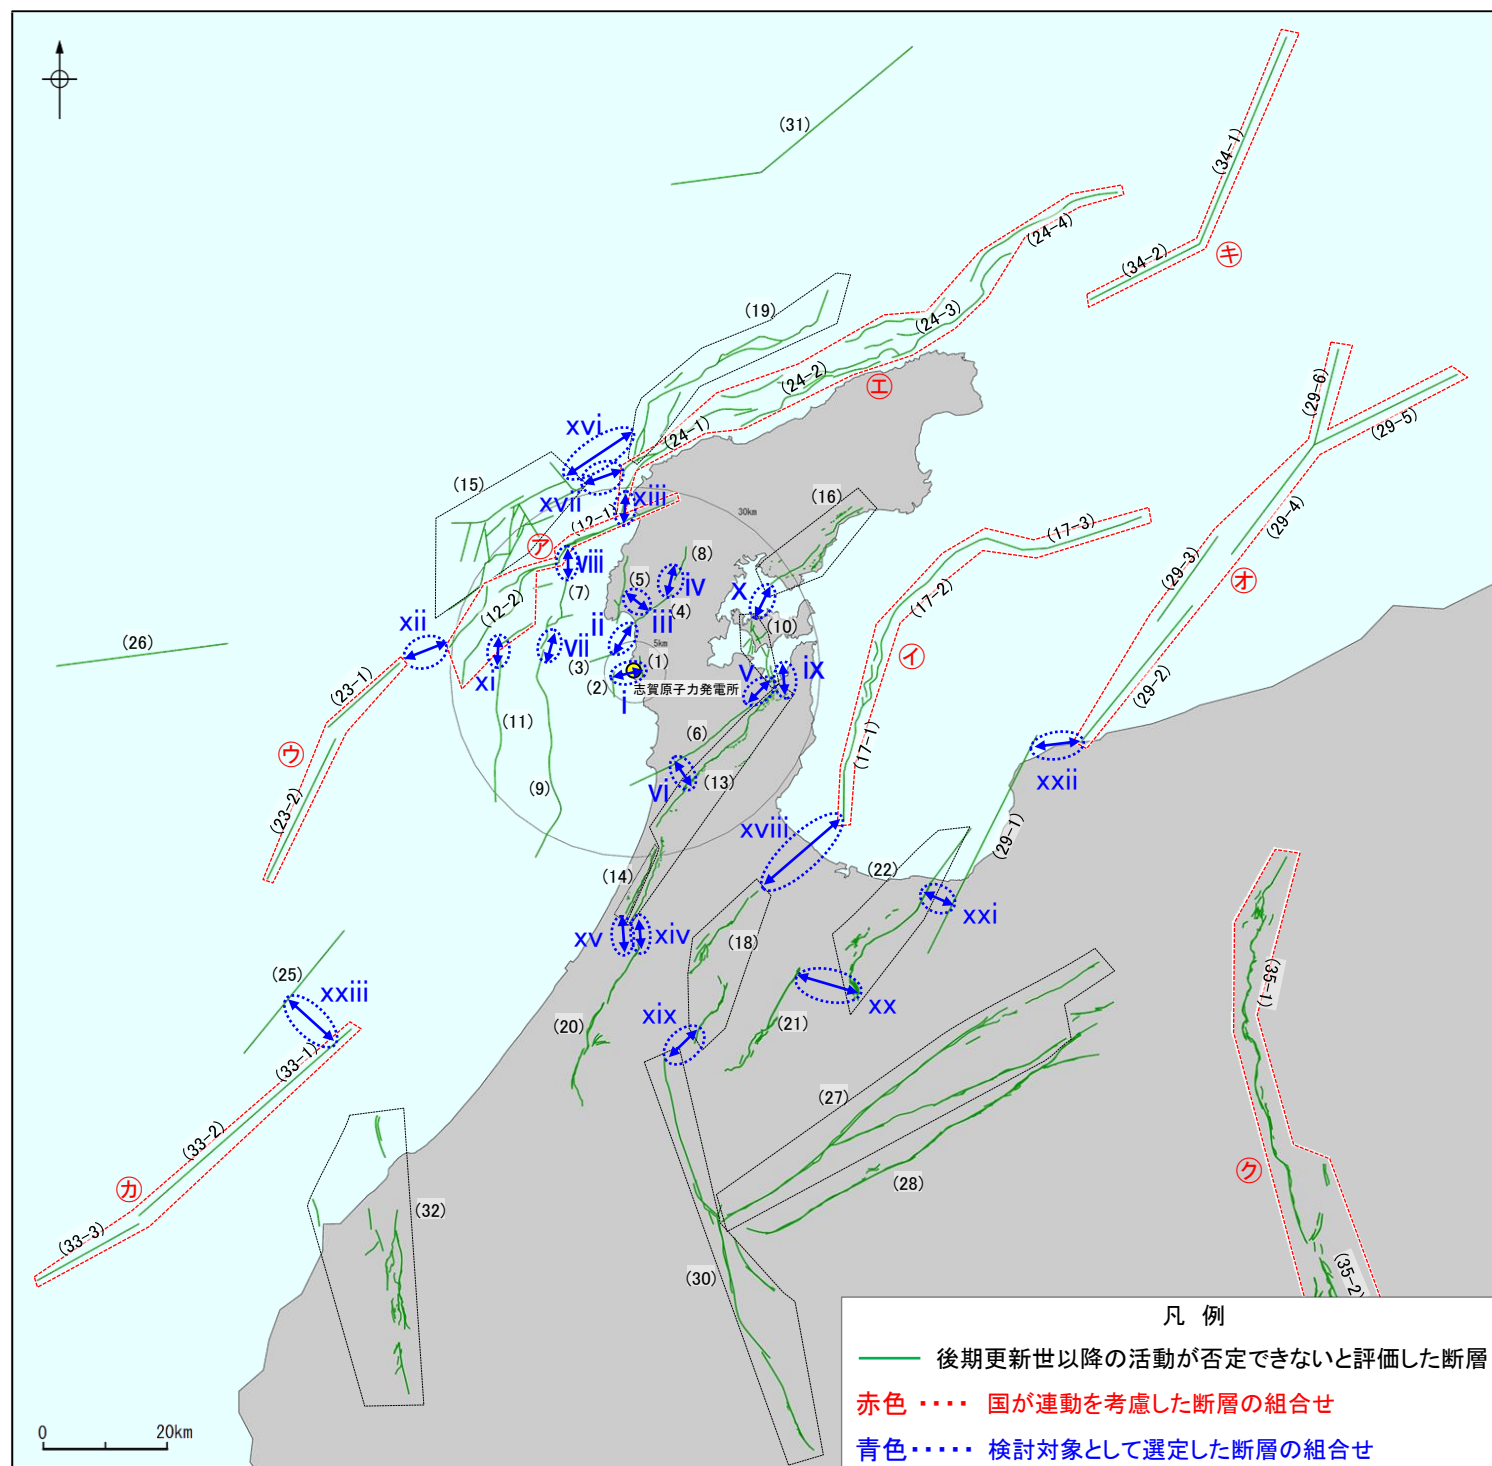 (31)
(34-1)
(24-4)
(34-2)
キ
(19)
(24-3)
(24-2)
エ
(29-6)
(29-5)
xvi
(24-1)
(15)
xvii
xiii
(16)
(12-1)
30km
ア
(17-3)
(29-4)
viii
(8)
(5)
iv
(7)
x
(29-3)
オ
(4)
(17-2)
(12-2)
xii
ii
iii
(10)
イ
vii
5km
(26)
(3)
(1)
xi
(2)
v
ix
志賀原子力発電所
(23-1)
i
(29-2)
(11)
(6)
(17-1)
ウ
xxii
(9)
vi
(13)
(23-2)
xviii
(29-1)
(22)
(14)
xxi
xv
xiv
(18)
(25)
xxiii
xx
(35-1)
xix
(20)
(21)
(33-1)
(27)
(33-2)
ク
(28)
カ
(32)
(33-3)
(30)
(35-2)
凡 例
後期更新世以降の活動が否定できないと評価した断層
赤色 ・・・・ 国が連動を考慮した断層の組合せ
青色・・・・・ 検討対象として選定した断層の組合せ
0 20km